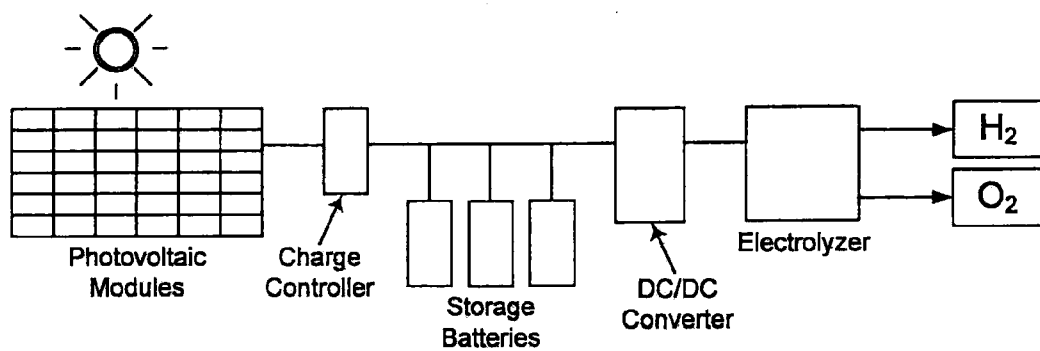 Photovoltaic
Modules
Charge
Controller
Storage
Batteries
DC/DC
Converter
Electrolyzer
H₂
O₂